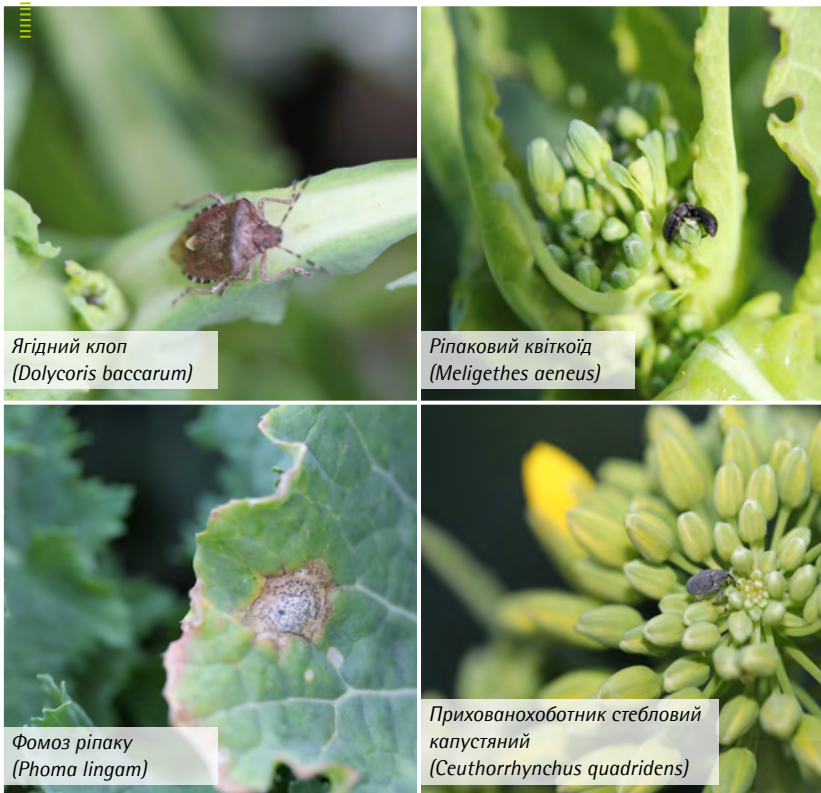 Ягідний клоп
(Dolycoris baccarum)
Ріпаковий квіткоїд
(Meligethes aeneus)
Фомоз ріпаку
(Phoma lingam)
Прихованохоботник стебловий
капустяний
(Ceuthorrhynchus quadridens)